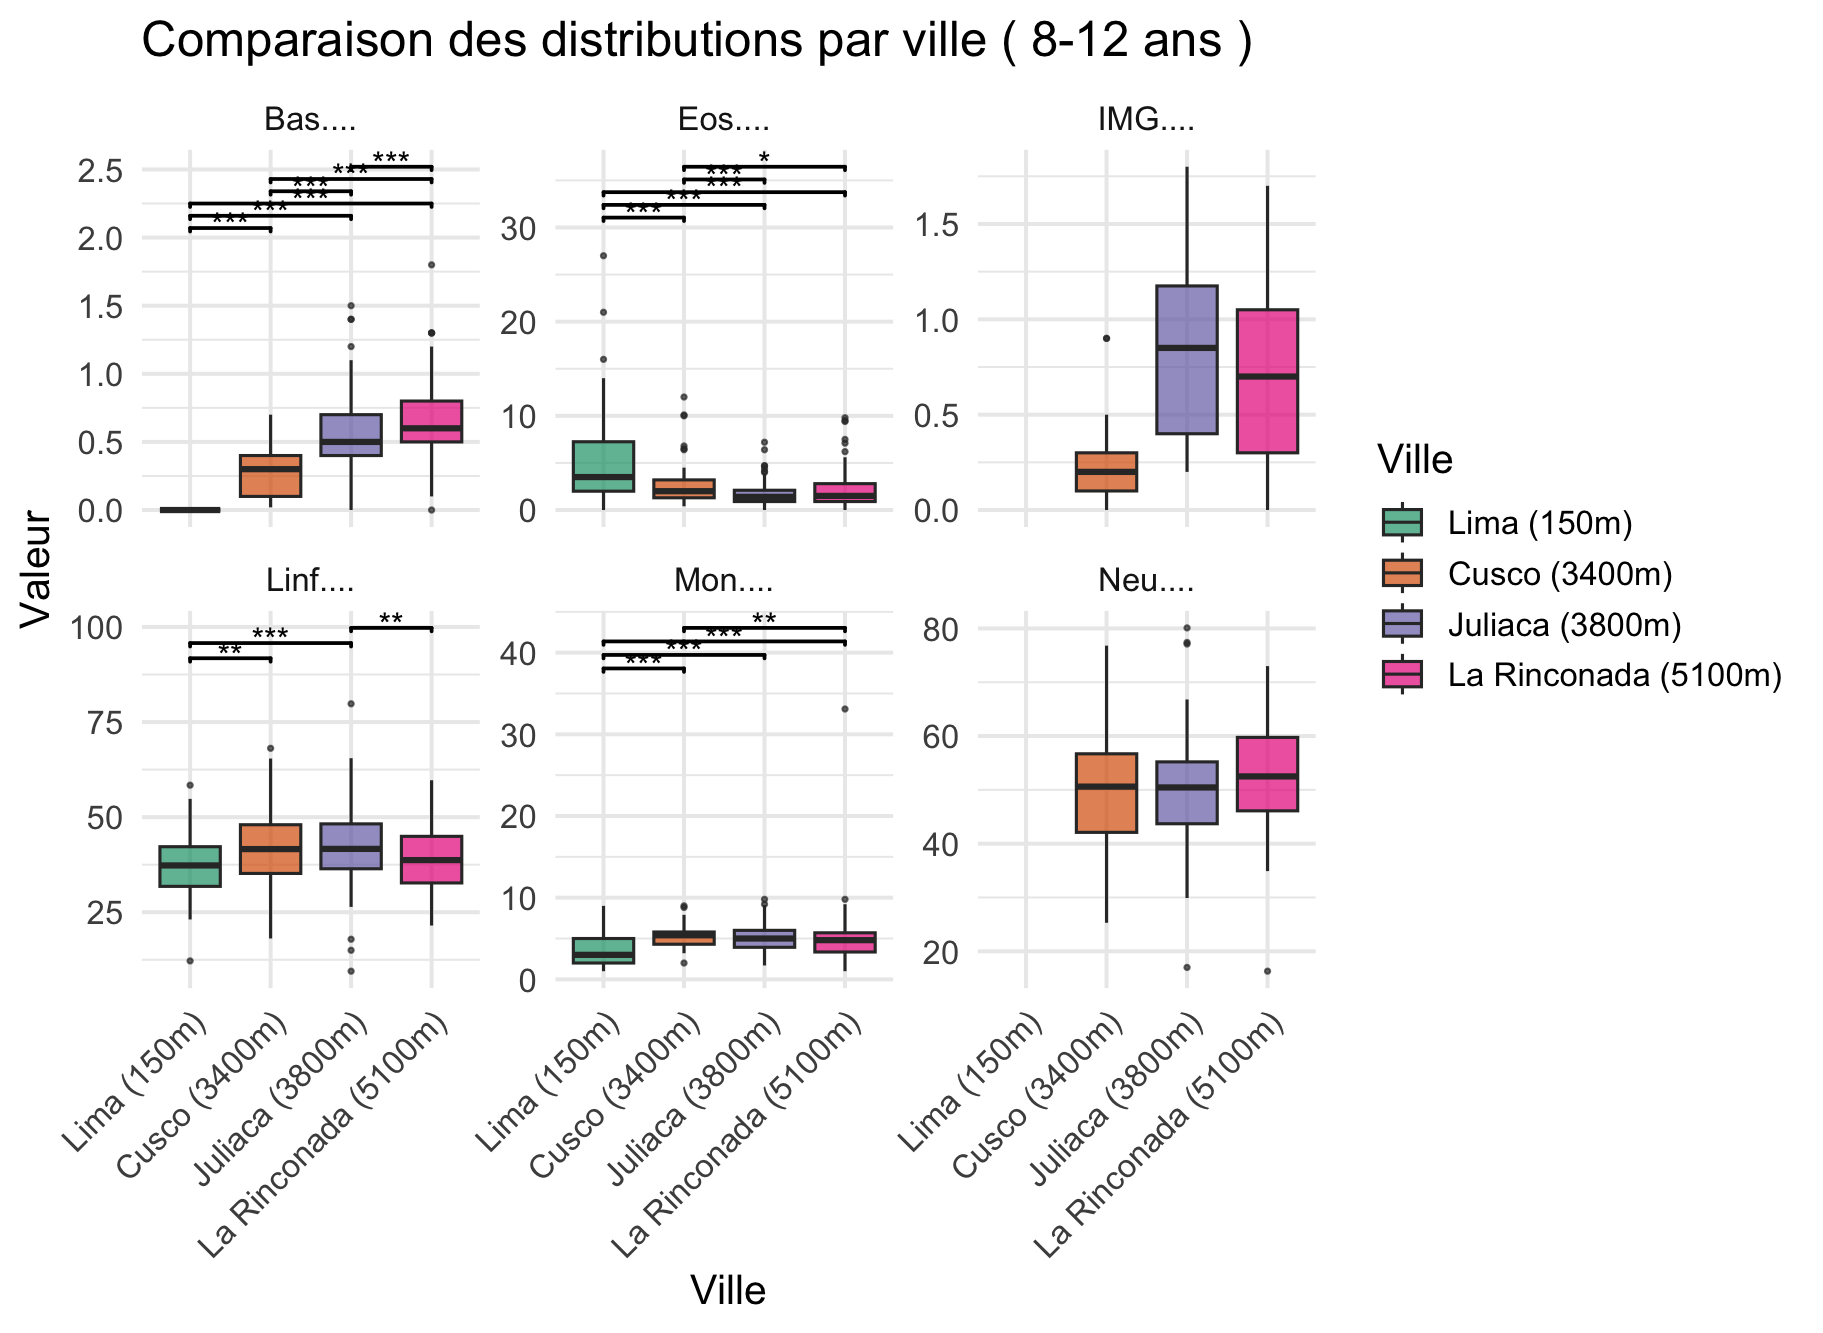 Comparaison des distributions par ville ( 8-12 ans )
Bas....
Eos....
IMG....
2.5
2.0
1.5
1.0
0.5
0.0
***
***
***
***
***
***
30
20
10
0
*
***
***
***
***
1.5
1.0
0.5
0.0
Valeur
Linf....
Mon....
Neu....
100
75
50
25
**
***
**
40
30
20
10
0
**
***
***
***
80
60
40
20
Lima (150m)
Cusco (3400m)
Juliaca (3800m)
La Rinconada (5100m)
Lima (150m)
Cusco (3400m)
Juliaca (3800m)
La Rinconada (5100m)
Lima (150m)
Cusco (3400m)
Juliaca (3800m)
La Rinconada (5100m)
Ville
Ville
Lima (150m)
Cusco (3400m)
Juliaca (3800m)
La Rinconada (5100m)